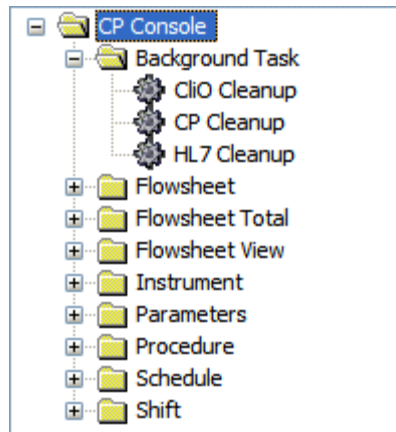 CP Console
Background Task
CliO Cleanup
CP Cleanup
HL7 Cleanup
Flowsheet
Flowsheet Total
Flowsheet View
Instrument
Parameters
Procedure
Schedule
Shift